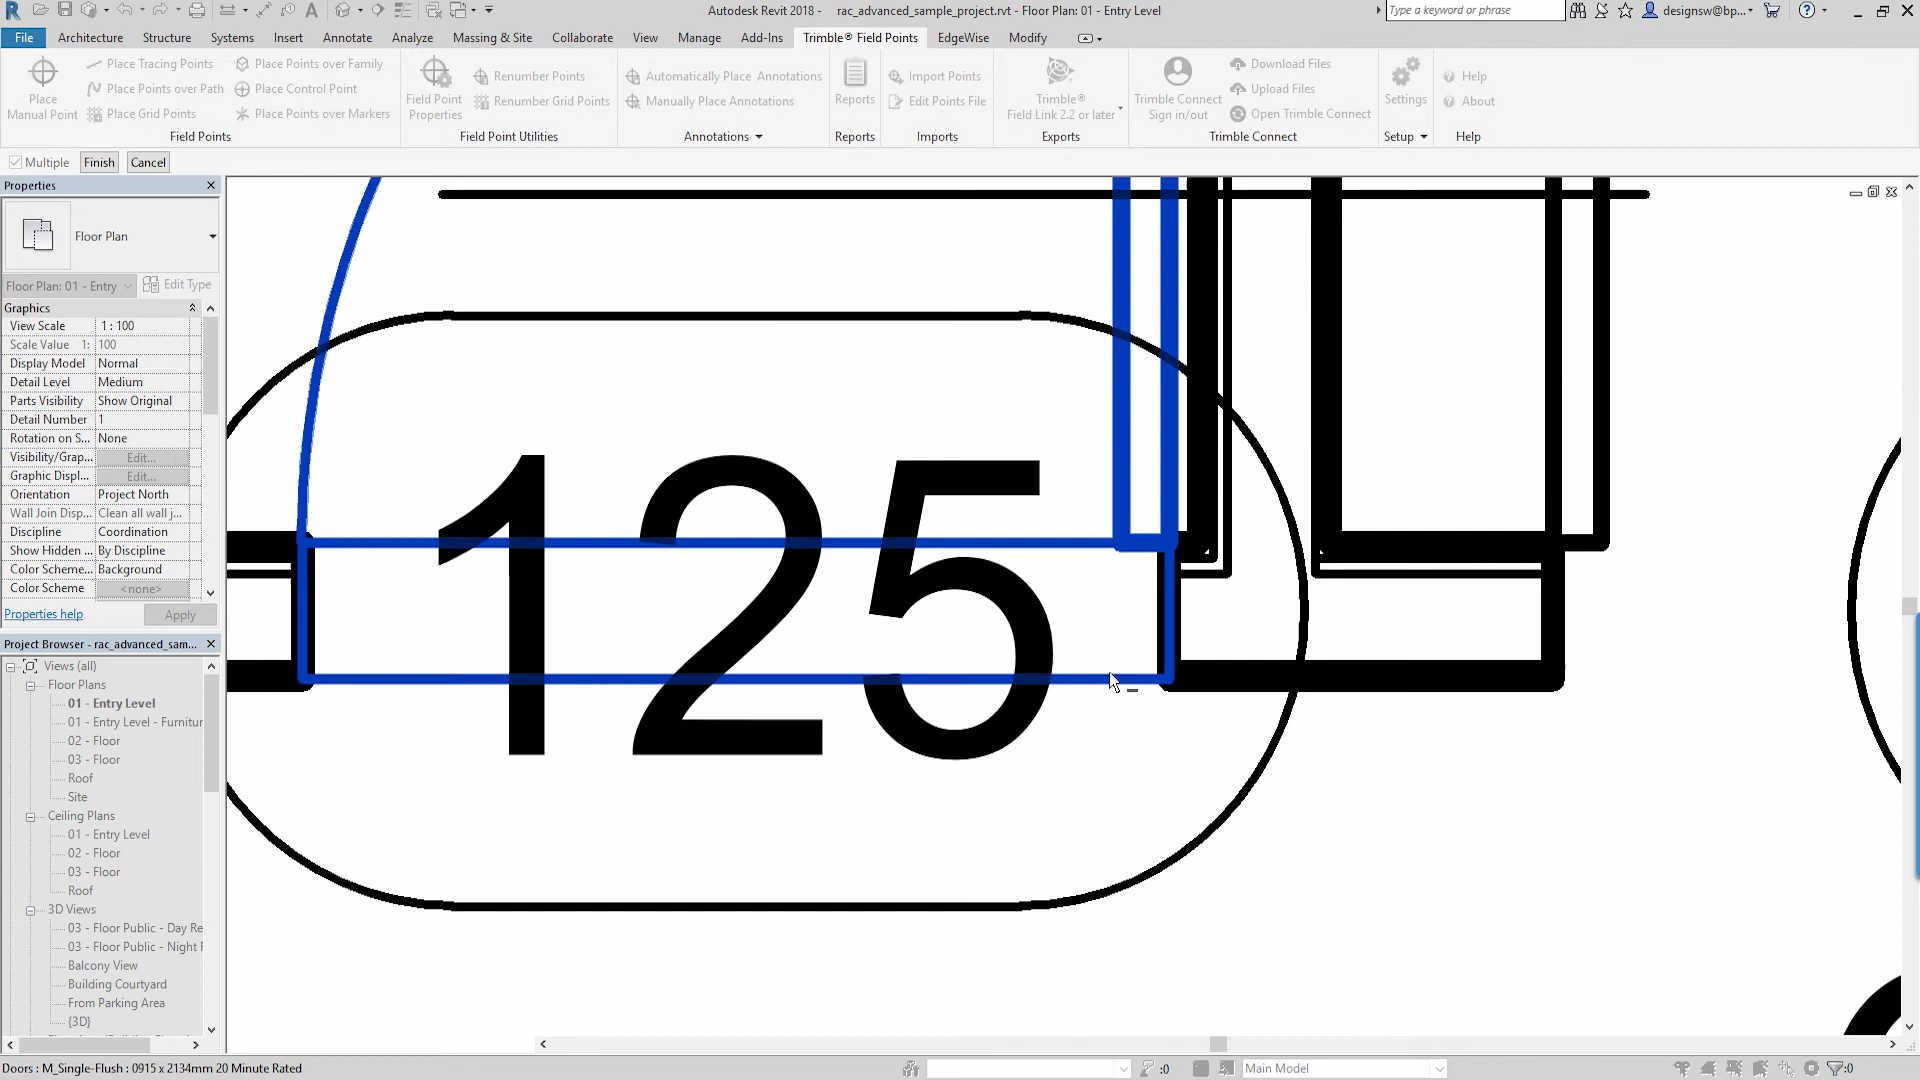 Autodesk Revit 2018 - rac_advanced_sample_project.rvt - Floor Plan: 01 - Entry Level
Type a keyword or phrase
designsw@bp...
File Architecture Structure Systems Insert Annotate Analyze Massing & Site Collaborate View Manage Add-Ins Trimble® Field Points EdgeWise Modify
Place Manual Point
Place Tracing Points
Place Points over Path
Place Grid Points
Place Points over Family
Place Control Point
Place Points over Markers
Field Points
Field Point Properties
Renumber Points
Renumber Grid Points
Field Point Utilities
Automatically Place Annotations
Manually Place Annotations
Annotations
Reports
Reports
Import Points
Edit Points File
Imports
Trimble® Field Link 2.2 or later
Exports
Trimble Connect Sign in/out
Download Files
Upload Files
Open Trimble Connect
Trimble Connect
Settings
Setup
Help
About
Help
Multiple Finish Cancel
Properties
Floor Plan
Floor Plan: 01 - Entry
Edit Type
Graphics
View Scale 1 : 100
Scale Value 1: 100
Display Model Normal
Detail Level Medium
Parts Visibility Show Original
Detail Number 1
Rotation on S... None
Visibility/Grap... Edit...
Graphic Displ... Edit...
Orientation Project North
Wall Join Disp... Clean all wall j...
Discipline Coordination
Show Hidden ... By Discipline
Color Scheme... Background
Color Scheme <none>
Properties help Apply
Project Browser - rac_advanced_sam...
Views (all)
Floor Plans
01 - Entry Level
01 - Entry Level - Furnitur
02 - Floor
03 - Floor
Roof
Site
Ceiling Plans
01 - Entry Level
02 - Floor
03 - Floor
Roof
3D Views
03 - Floor Public - Day Re
03 - Floor Public - Night
Balcony View
Building Courtyard
From Parking Area
{3D}
125
Doors : M_Single-Flush : 0915 x 2134mm 20 Minute Rated
:0
Main Model
:0